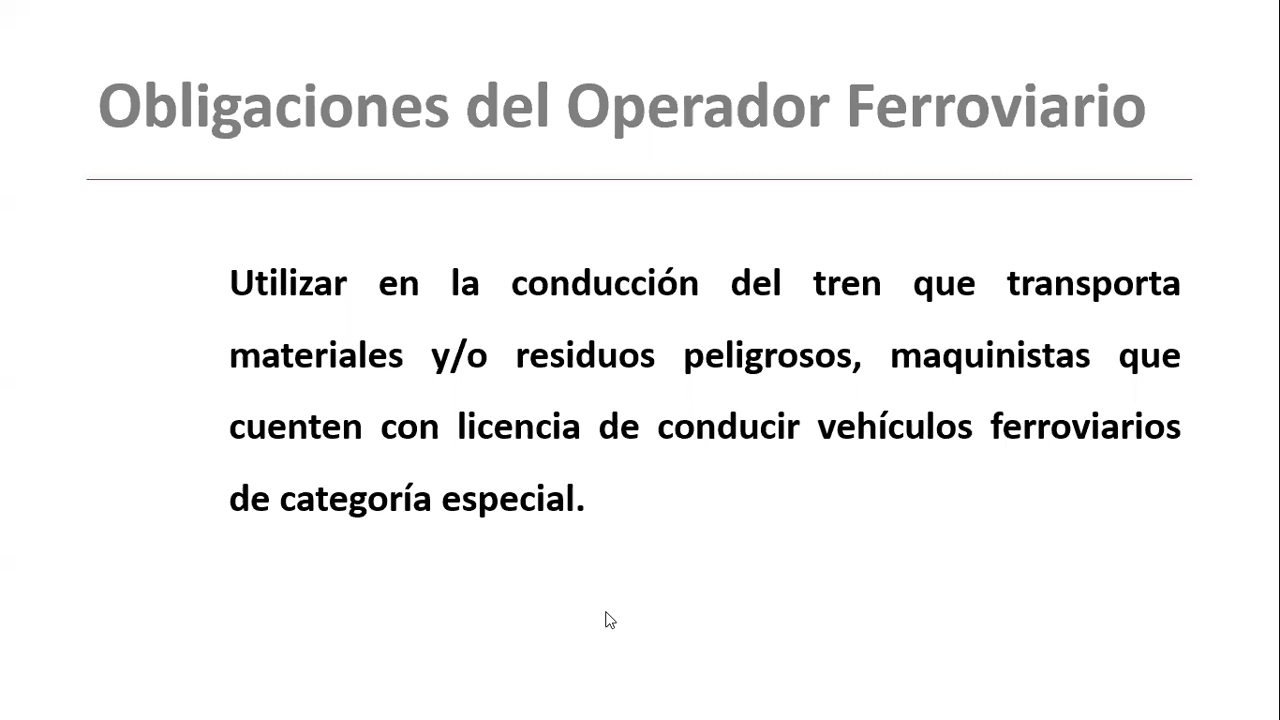 Obligaciones del Operador Ferroviario
Utilizar en la conducción del tren que transporta
materiales y/o residuos peligrosos, maquinistas que
cuenten con licencia de conducir vehículos ferroviarios
de categoría especial.